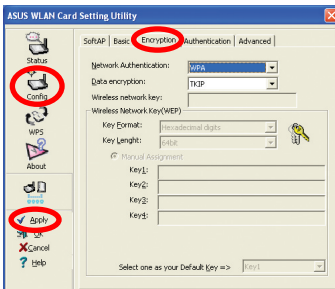 ASUS WLAN Card Setting Utility
SoftAP Basic Encryption Authentication Advanced
Status
Config
WPS
About
Apply
Ok
Cancel
Help
Network Authentication: WPA
Data encryption: TKIP
Wireless network key:
Wireless Network Key(WEP)
Key Format: Hexadecimal digits
Key Lenght: 64bit
Manual Assignment
Key1:
Key2:
Key3:
Key4:
Select one as your Default Key => Key1